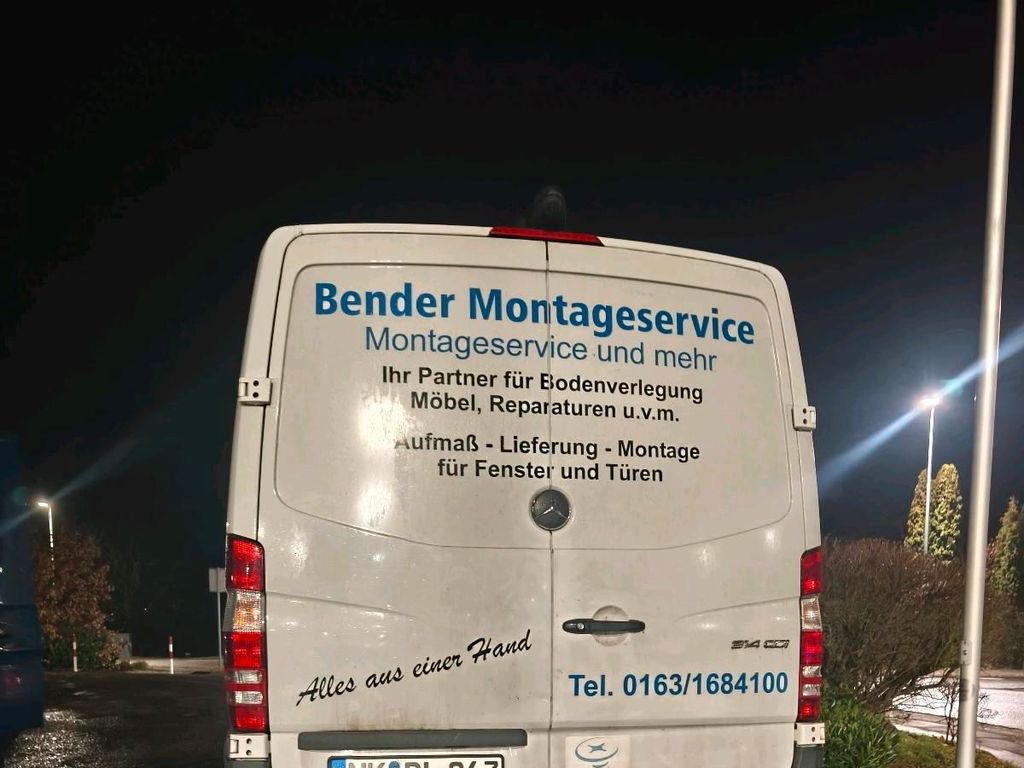 Bender Montageservice
Montageservice und mehr
Ihr Partner für Bodenverlegung
Möbel, Reparaturen u.v.m.
Aufmaß - Lieferung - Montage
für Fenster und Türen
314 CDI
Alles aus einer Hand
Tel. 0163/1684100